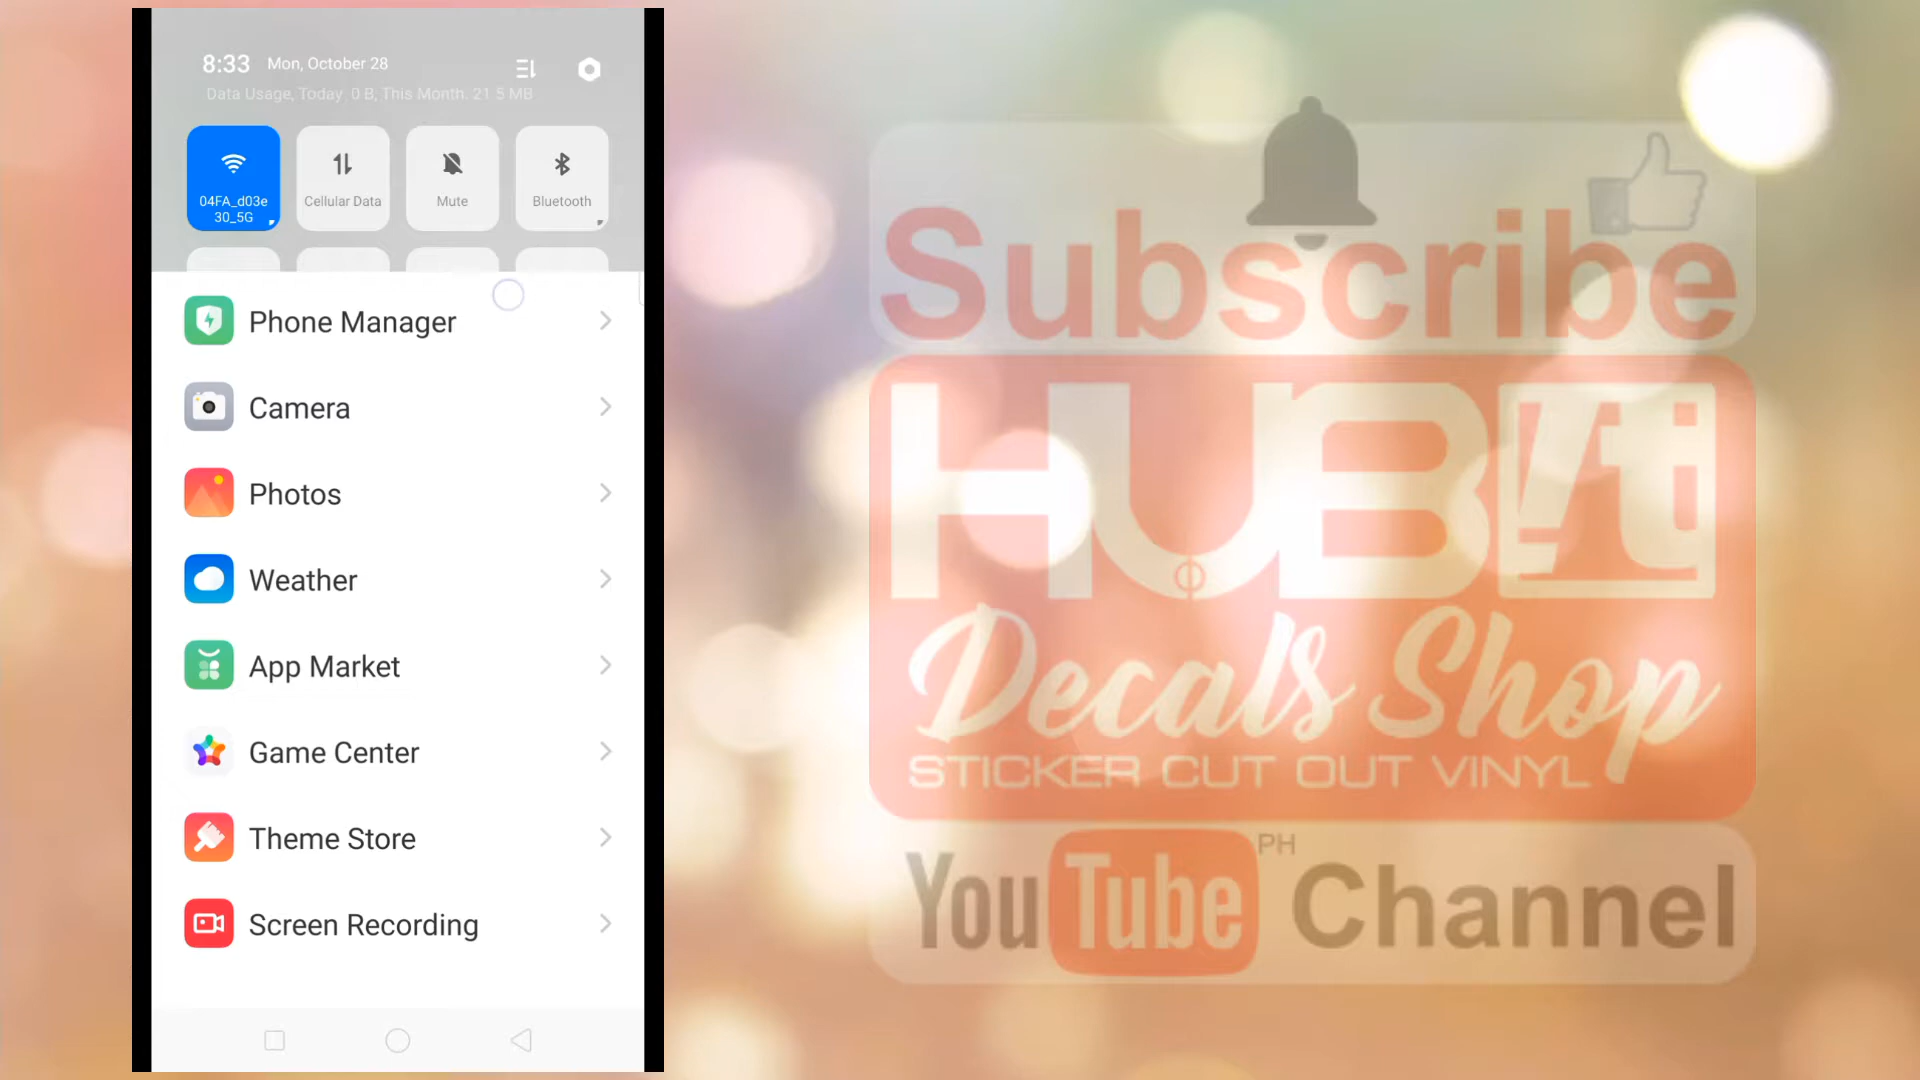 8:33 Mon, October 28
Data Usage, Today. 0 B, This Month. 21.5 MB
04FA_d03e
30_5G
Cellular Data
Mute
Bluetooth
Phone Manager
Camera
Photos
Weather
App Market
Game Center
Theme Store
Screen Recording
Subscribe
Decals Shop
STICKER CUT OUT VINYL
YouTube PH Channel